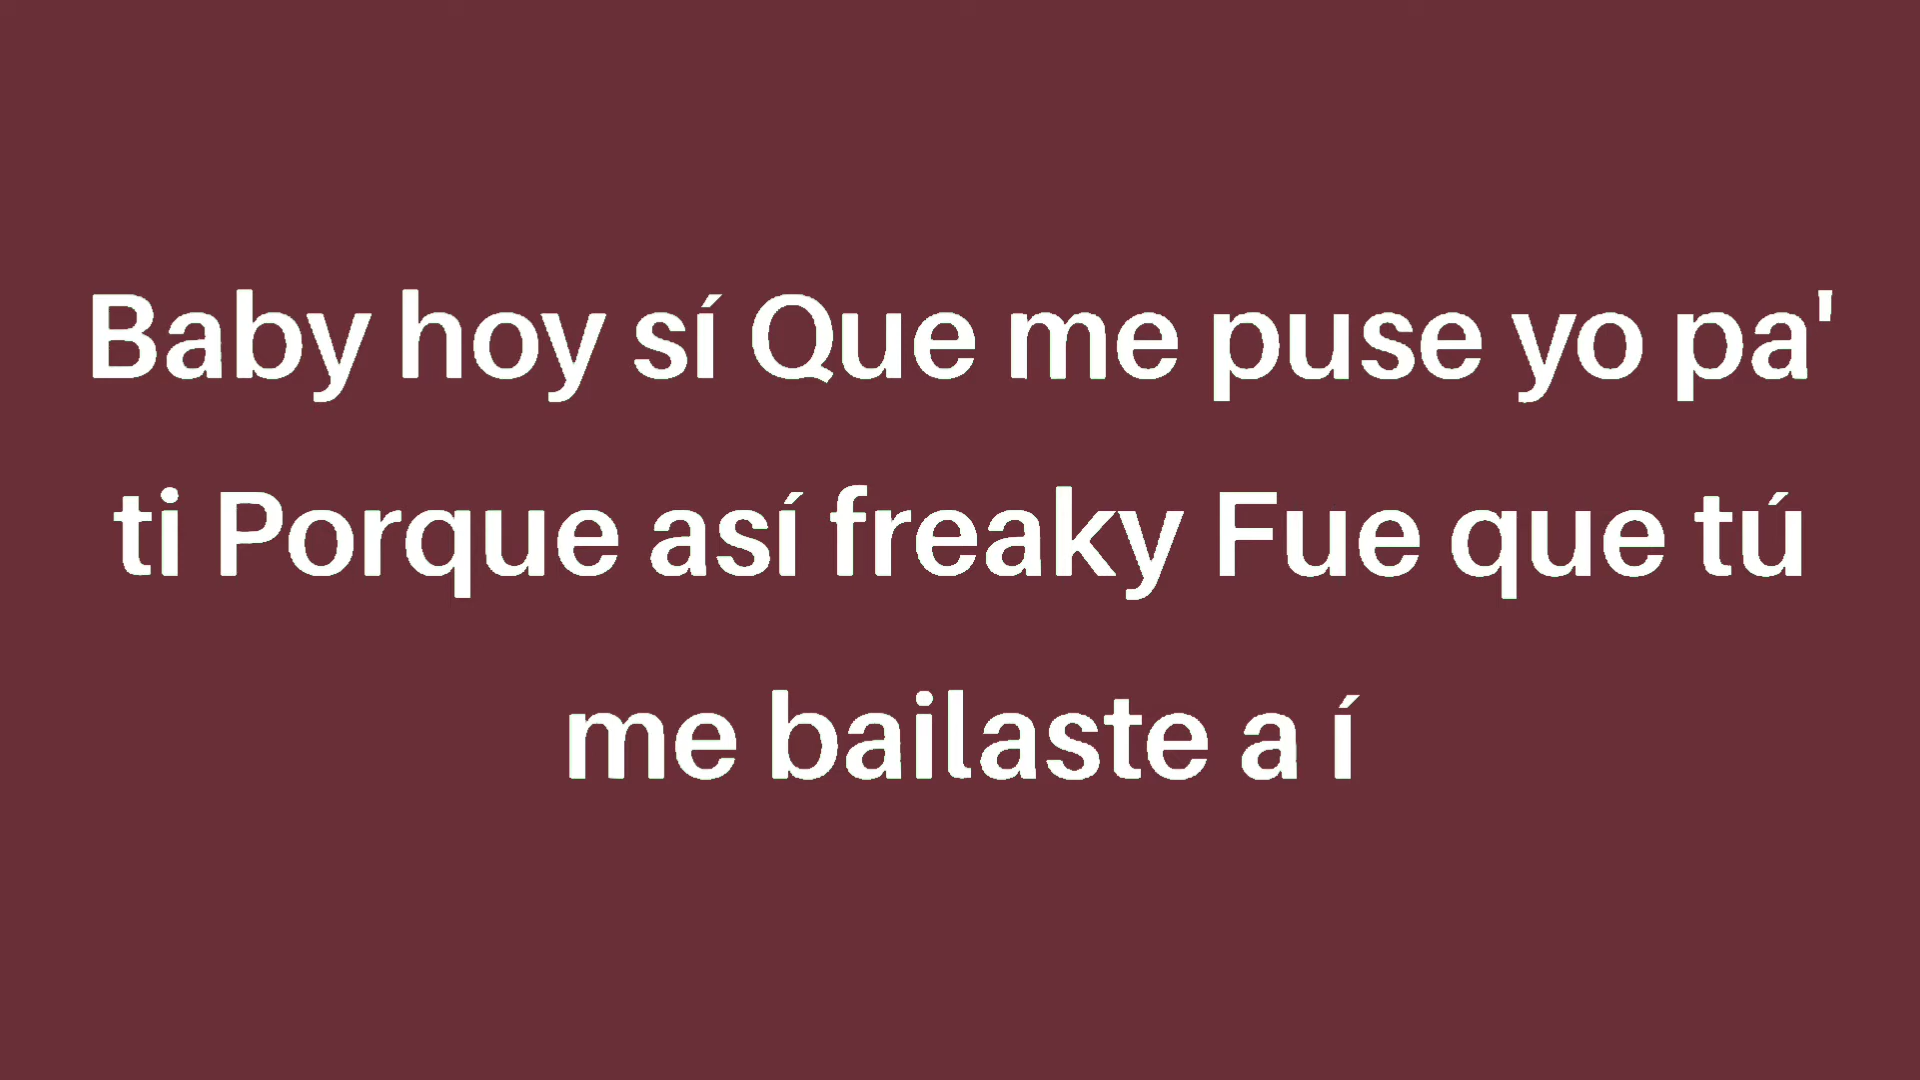 Baby hoy sí Que me puse yo pa'
ti Porque así freaky Fue que tú
me bailaste a í